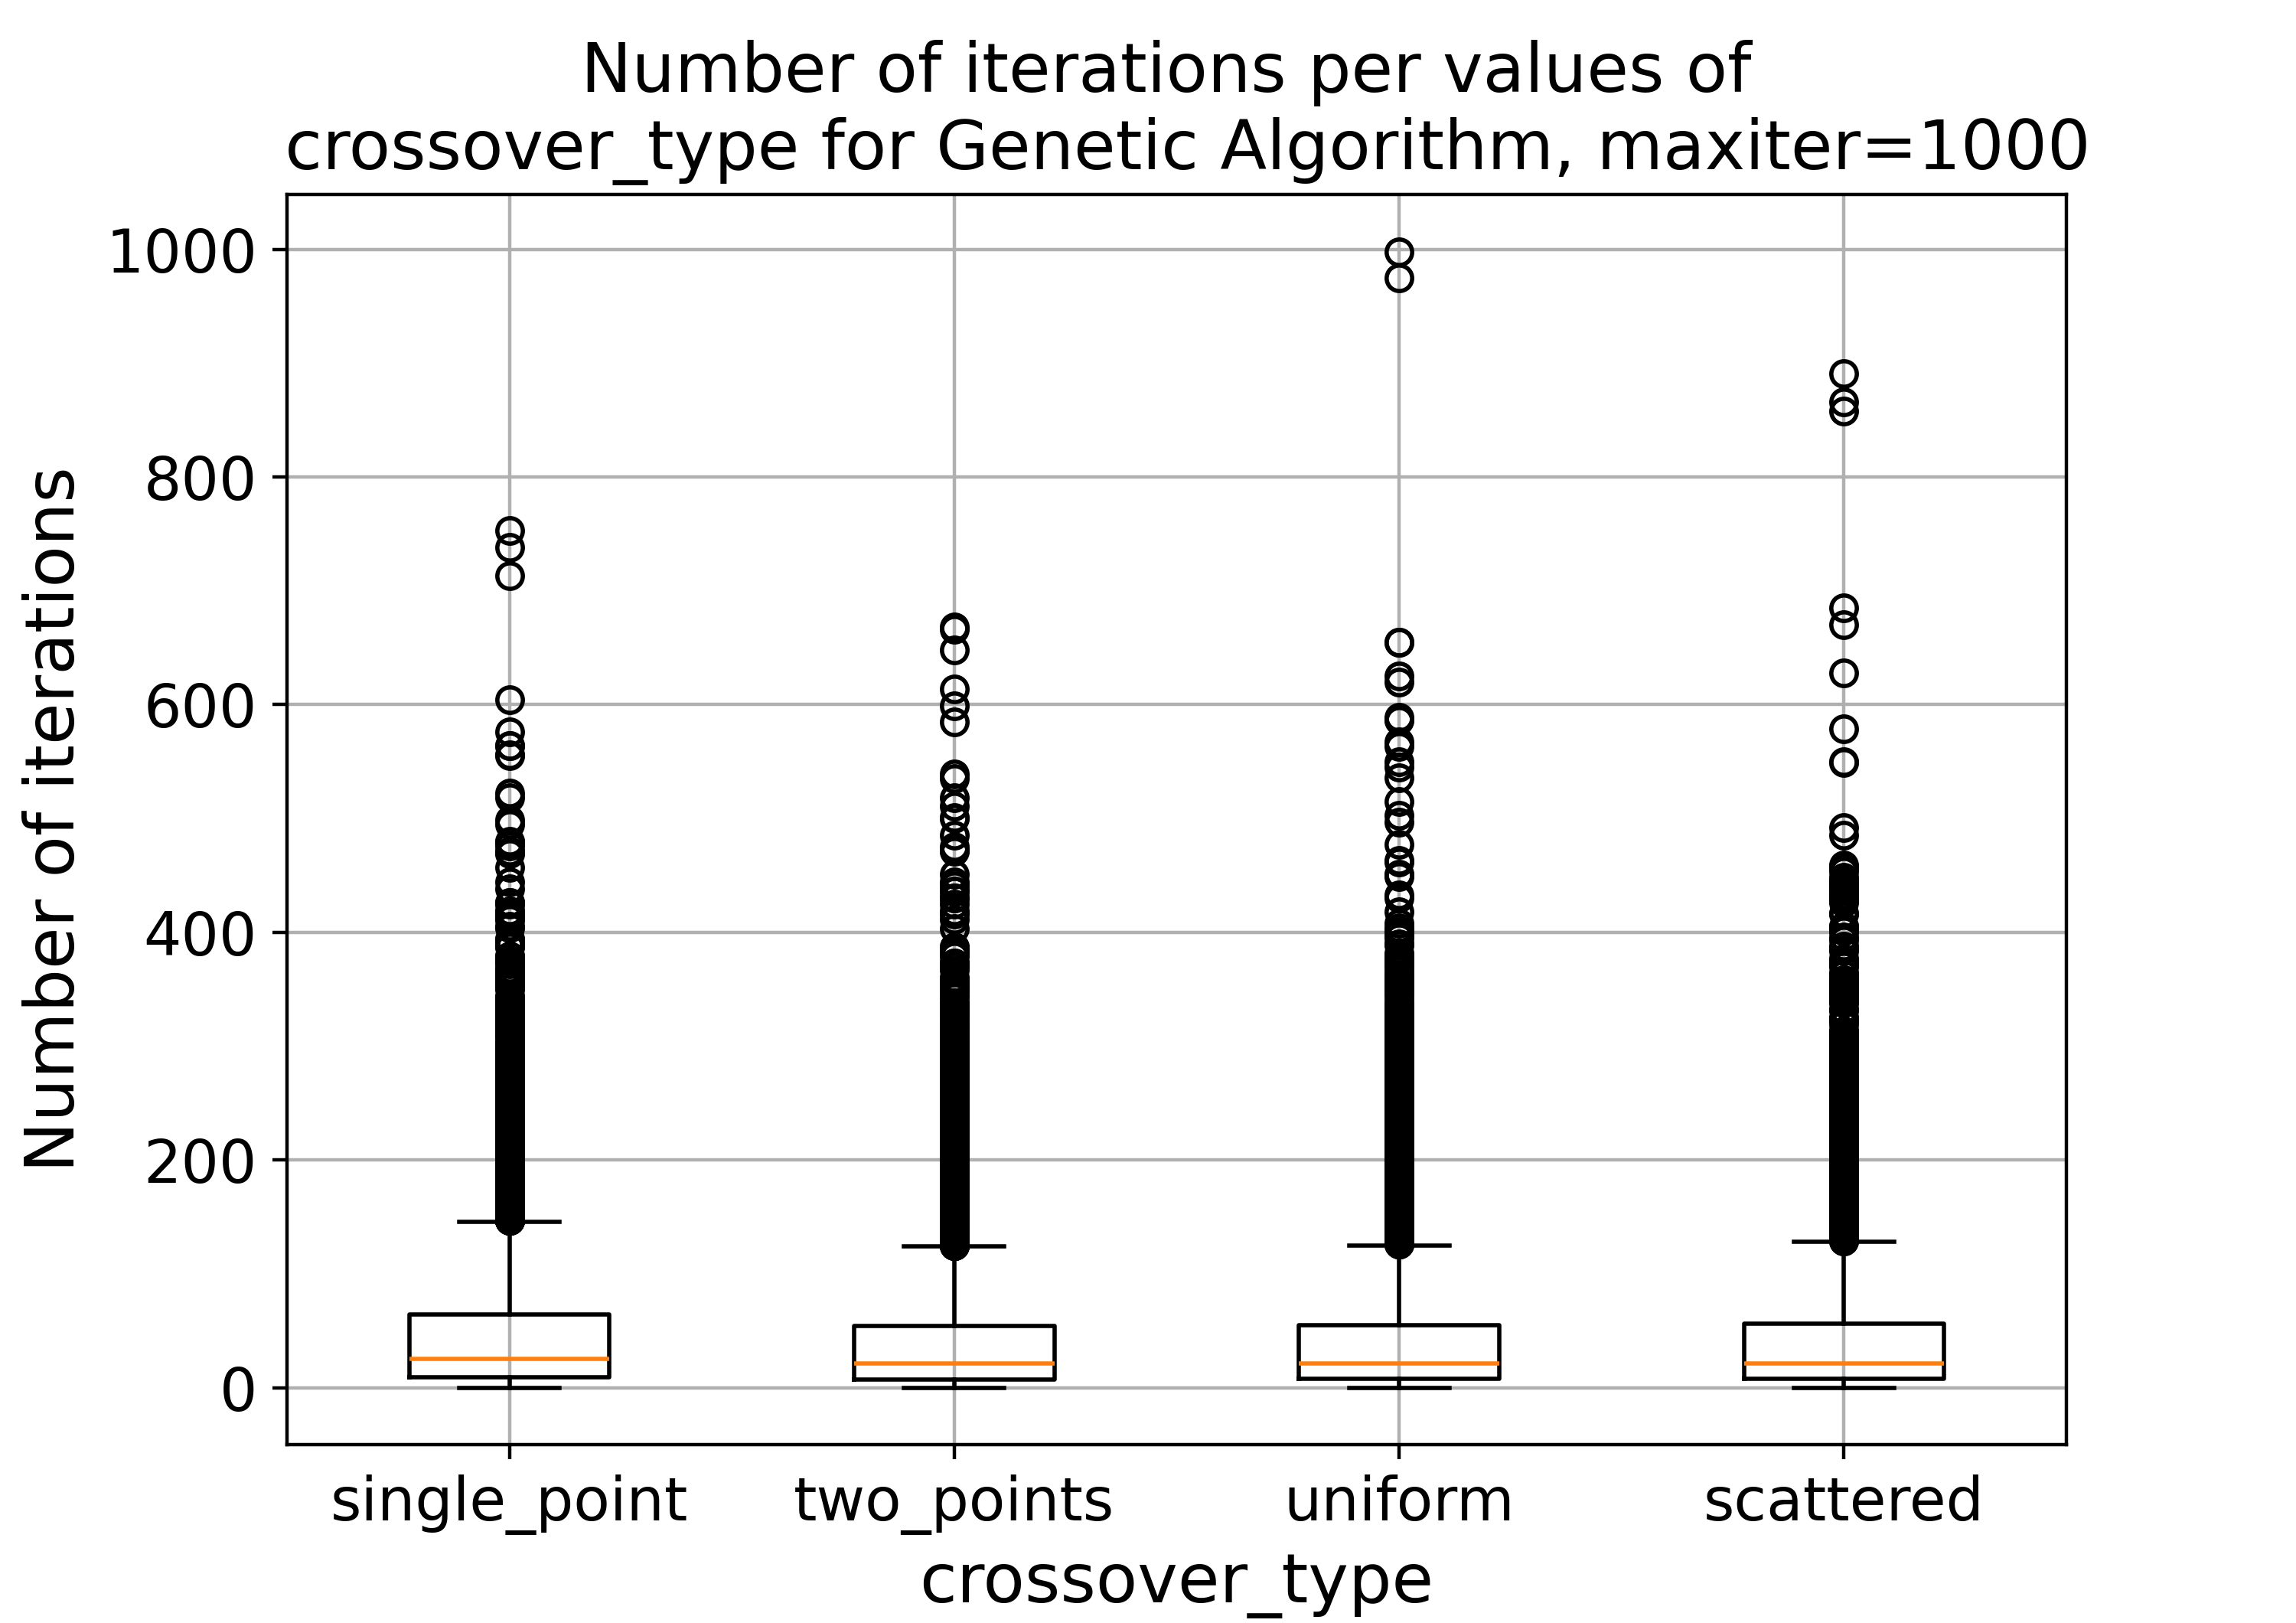 Number of iterations per values of
crossover_type for Genetic Algorithm, maxiter=1000
1000
800
600
400
200
0
Number of iterations
single_point
two_points
uniform
scattered
crossover_type